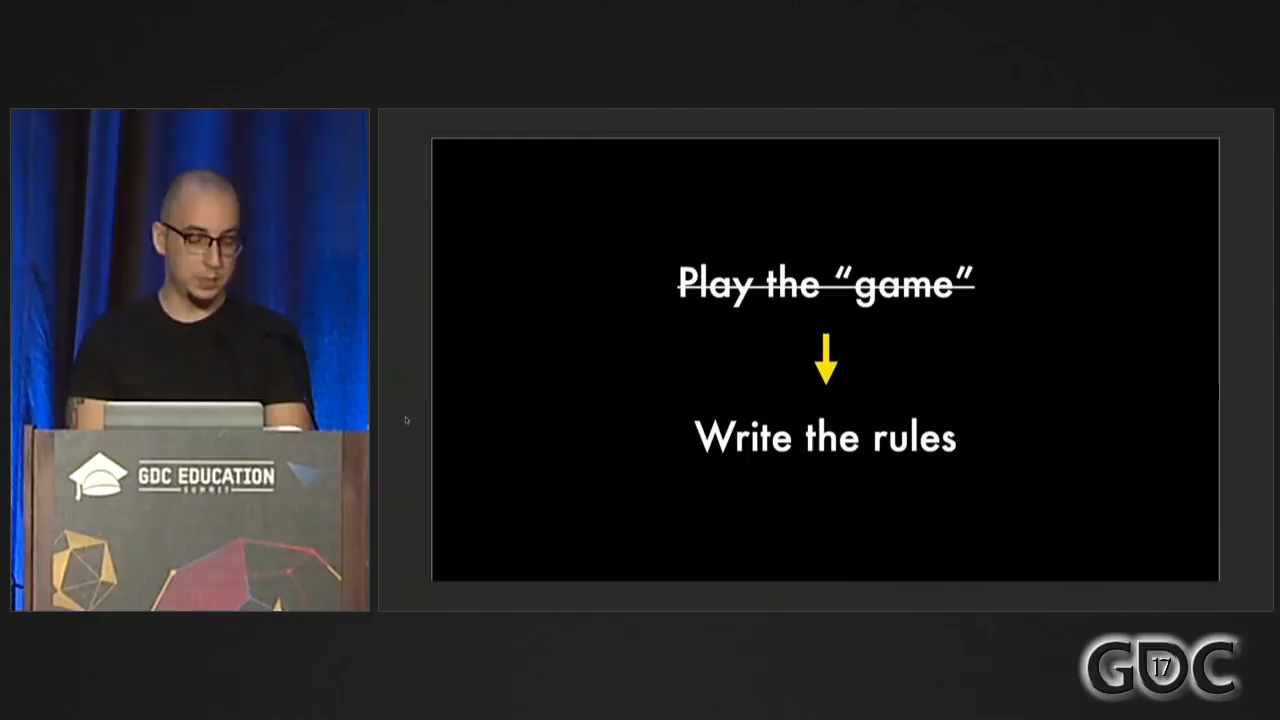 Play the “game”
Write the rules
GDC EDUCATION
SUMMIT
GDC
17